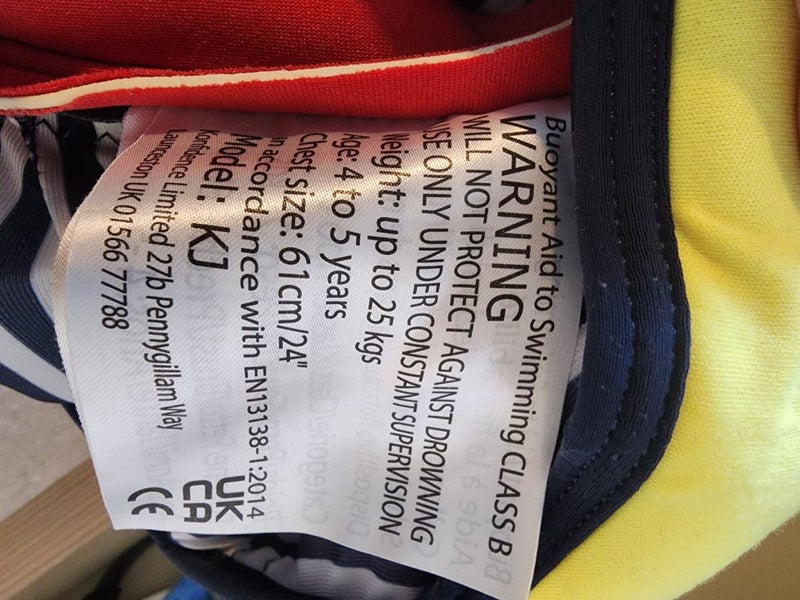 Buoyant Aid to Swimming CLASS B
WARNING
WILL NOT PROTECT AGAINST DROWNING
USE ONLY UNDER CONSTANT SUPERVISION
Weight: up to 25 kgs
Age: 4 to 5 years
Chest size: 61cm/24"
In accordance with EN13138-1:2014
Model: KJ
UK
CA
CE
Konfidence Limited 27b Pennygillam Way
Launceston UK 01566 77788